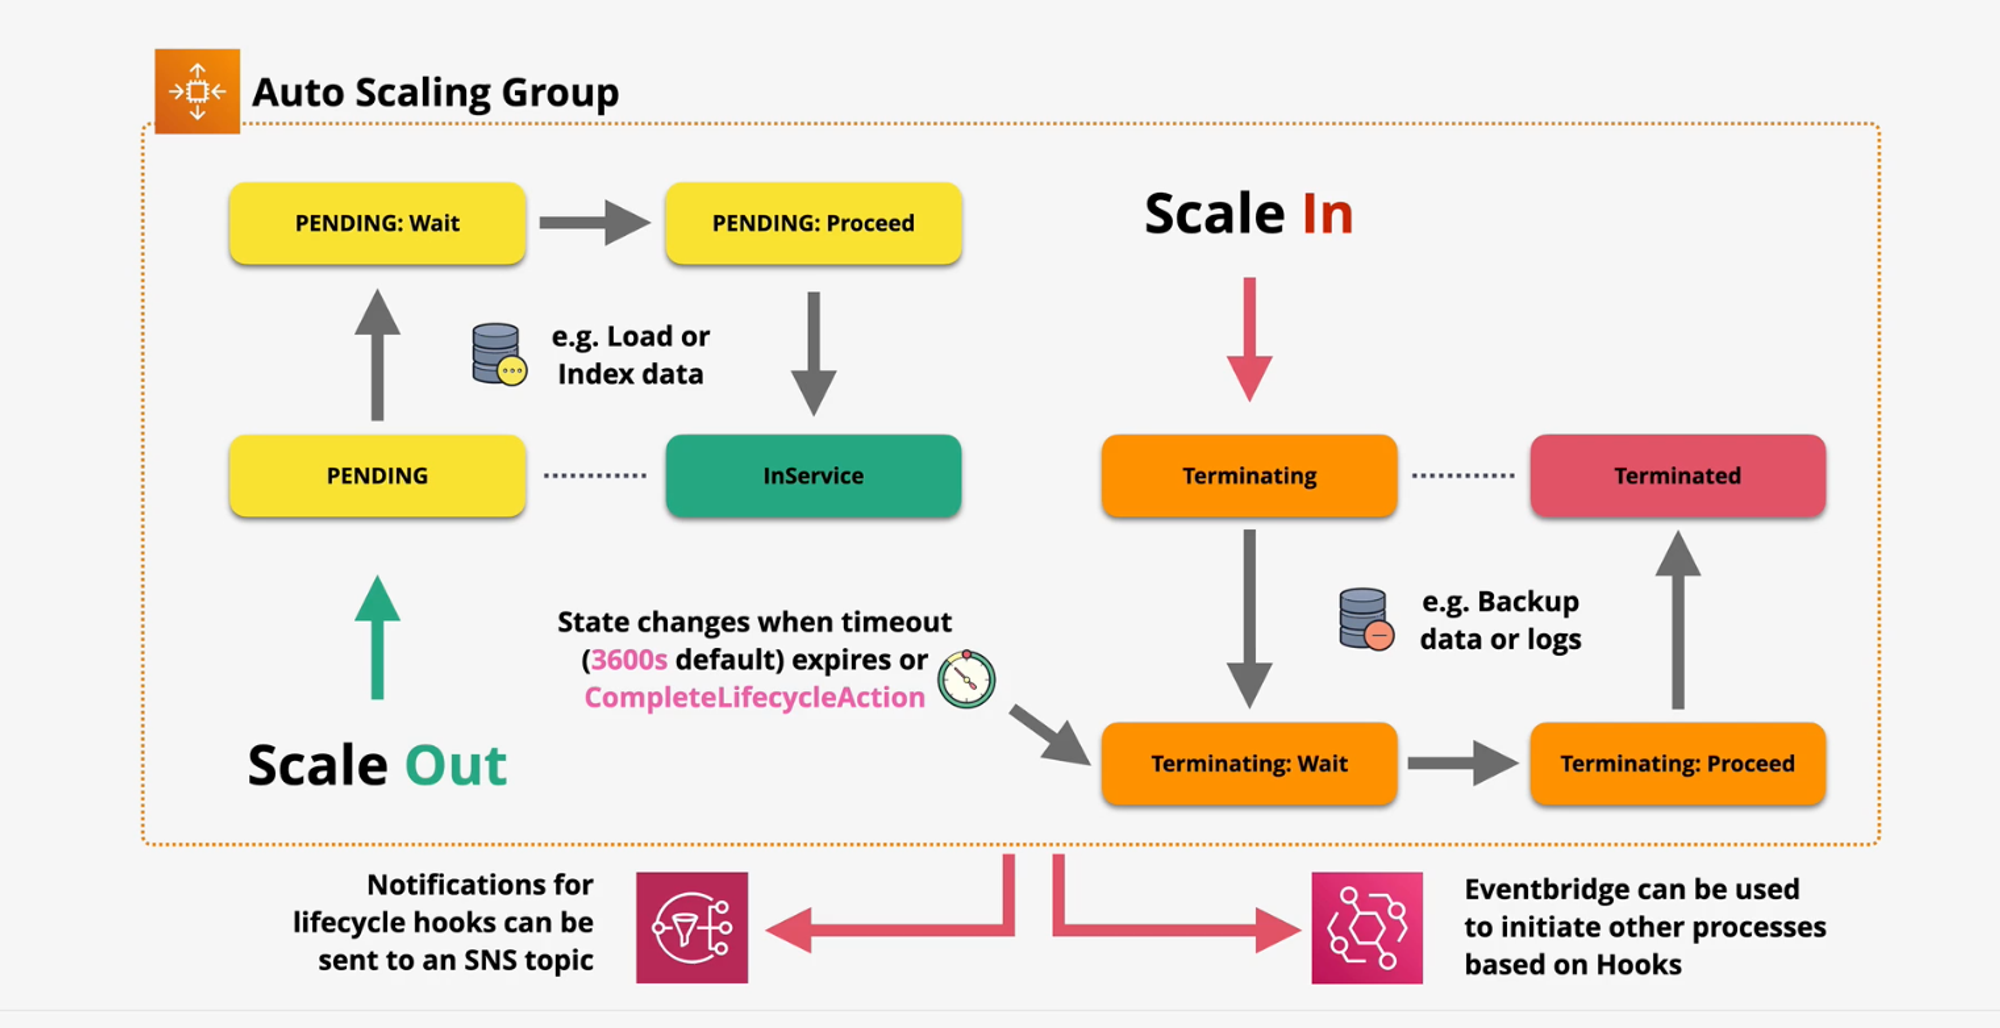 Auto Scaling Group
PENDING: Wait
PENDING: Proceed
Scale In
e.g. Load or
Index data
PENDING
InService
Terminating
Terminated
State changes when timeout
(3600s default) expires or
CompleteLifecycleAction
e.g. Backup
data or logs
Scale Out
Terminating: Wait
Terminating: Proceed
Notifications for
lifecycle hooks can be
sent to an SNS topic
Eventbridge can be used
to initiate other processes
based on Hooks